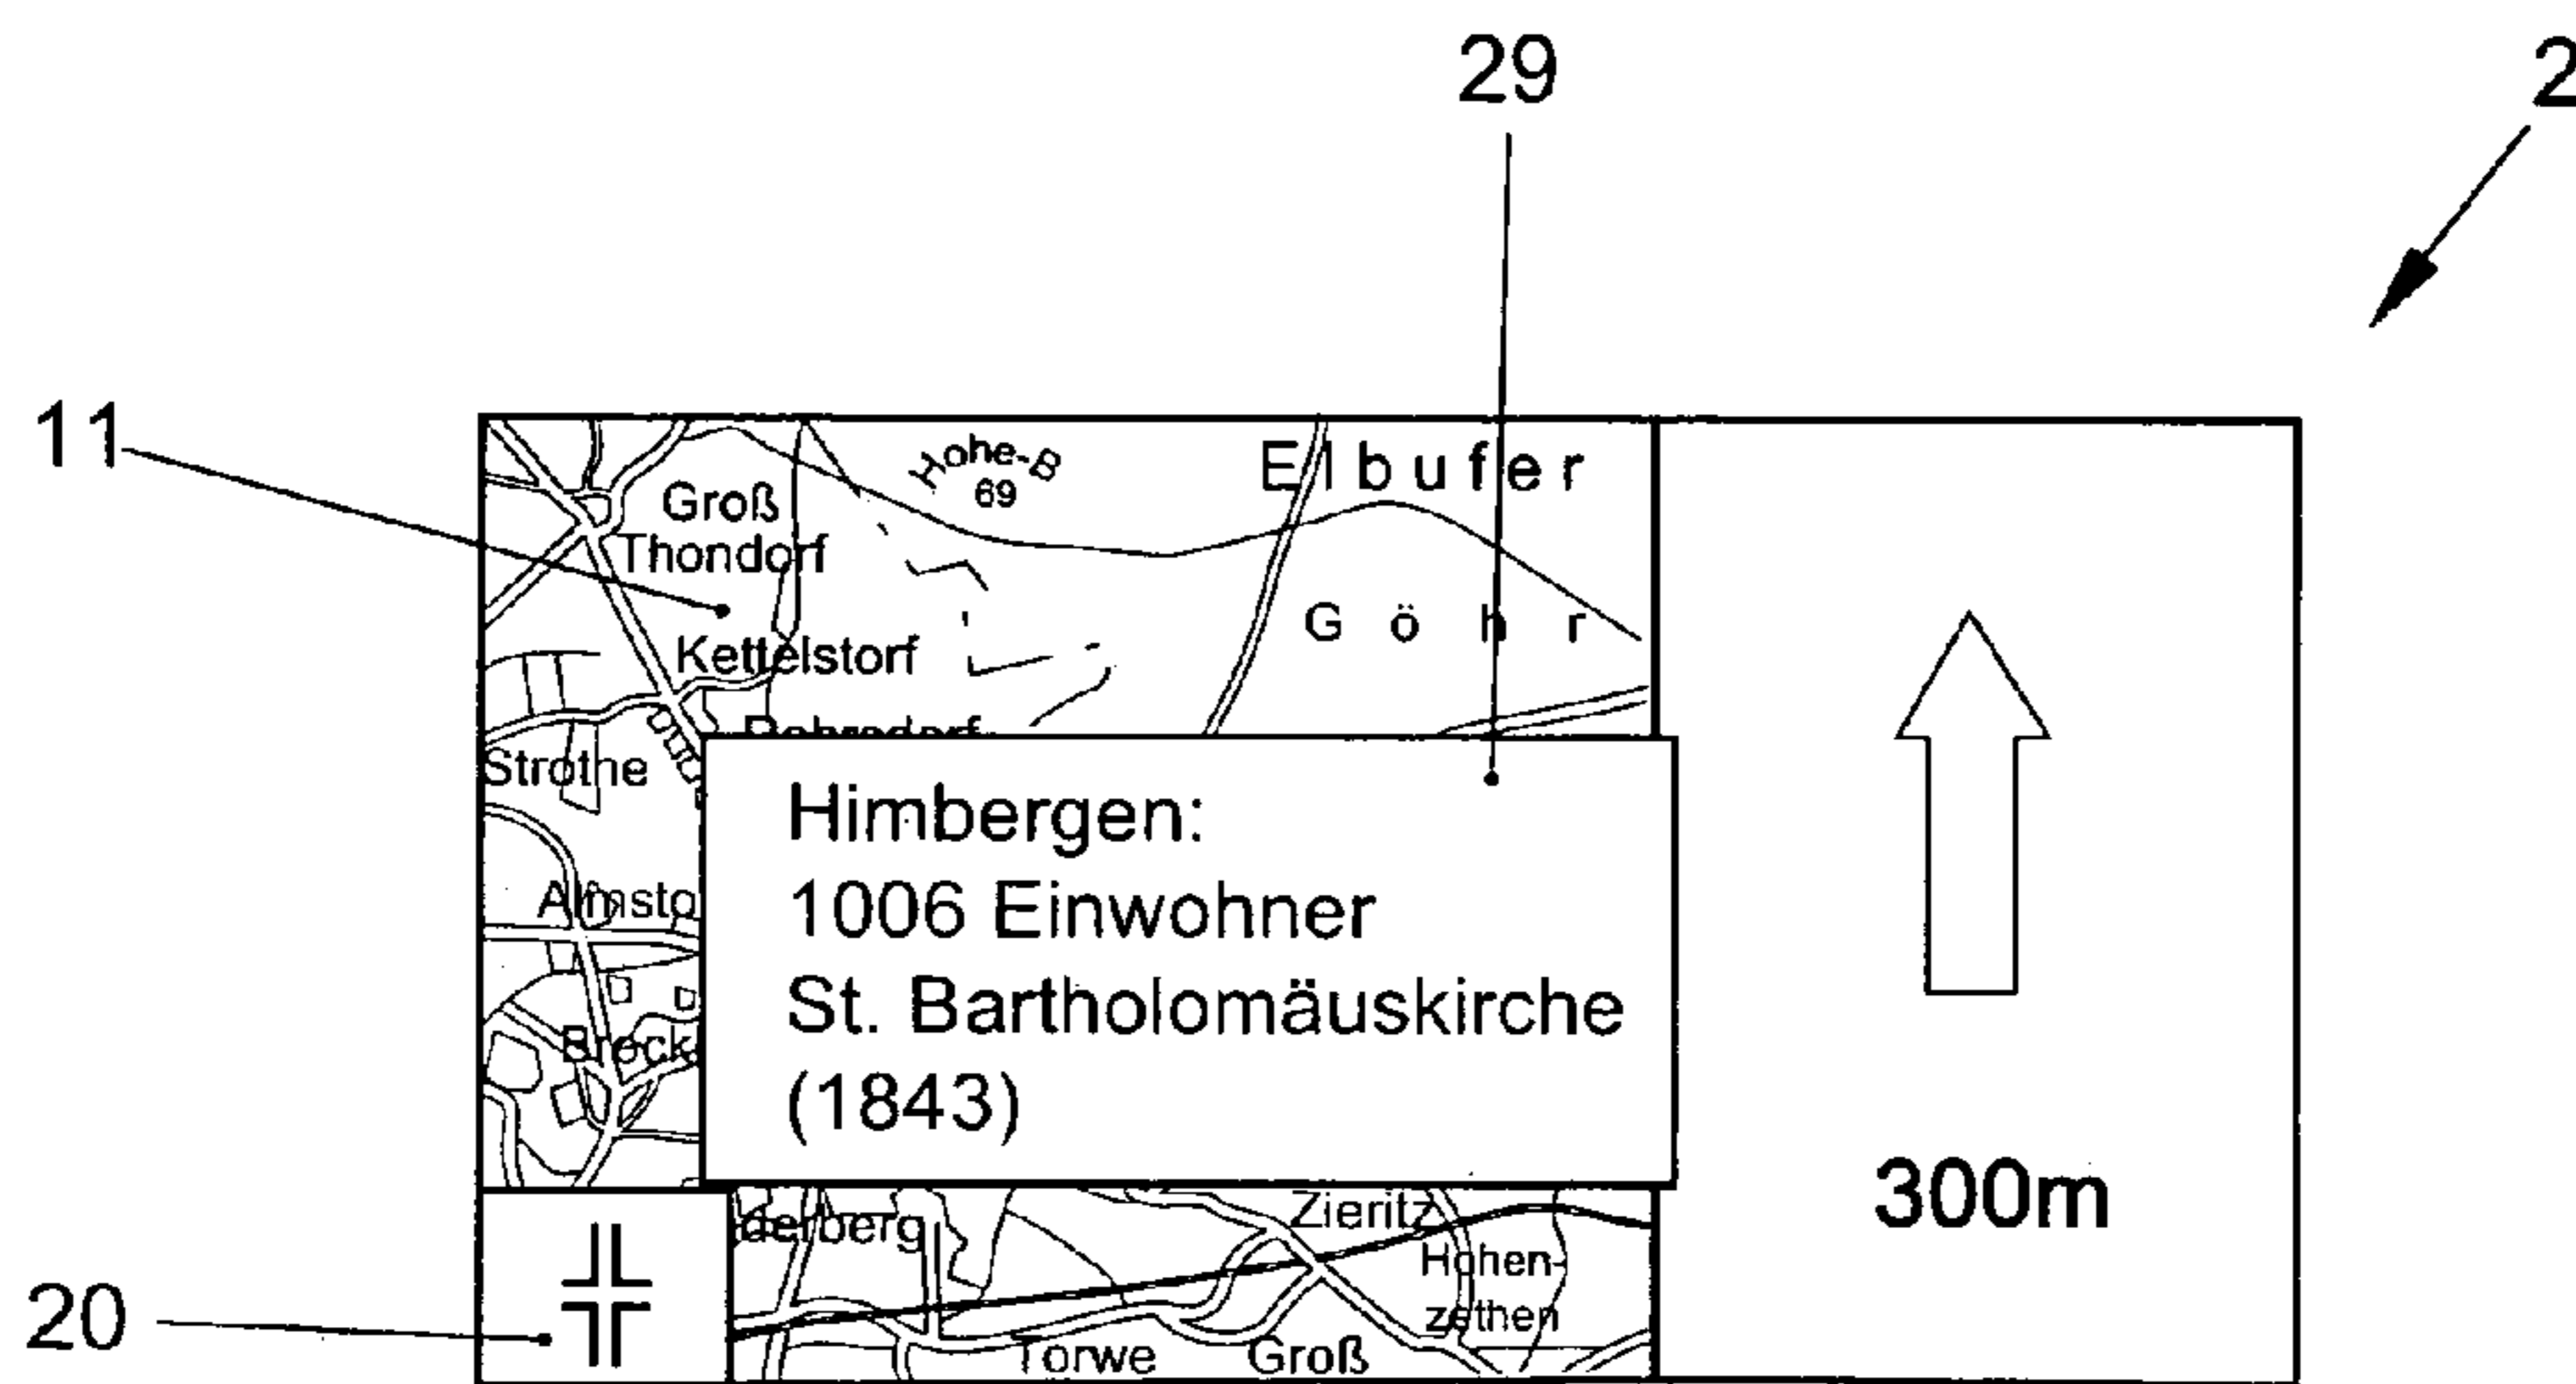 29
2
11
Hohe-B
69
Elbufer
Groß
Thondorf
Göhr
Kettelstorf
Strothe
Himbergen:
1006 Einwohner
St. Bartholomäuskirche
(1843)
300m
derberg
Zieritz
Hohen-
zethen
20
Torwe
Groß